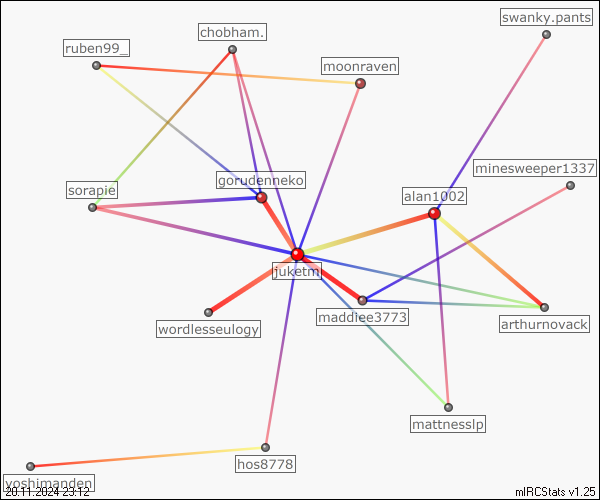 swanky.pants
chobham.
ruben99_
moonraven
minesweeper1337
gorudenneko
sorapie
alan1002
juketm
maddiee3773
arthurnovack
wordlesseulogy
mattnesslp
hos8778
yoshimanden
20.11.2024 23:12
mIRCStats v1.25